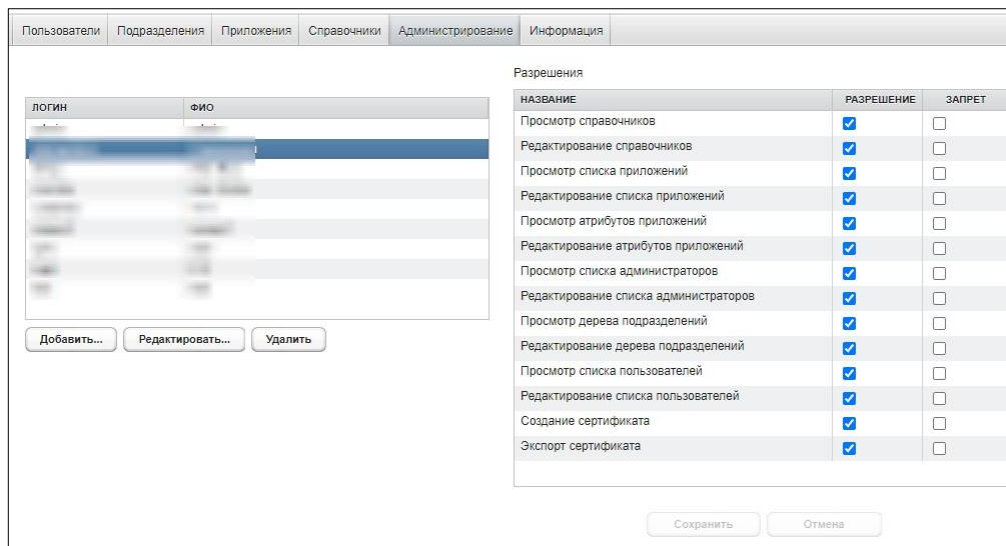 Пользователи Подразделения Приложения Справочники Администрирование Информация
Разрешения
ЛОГИН ФИО
НАЗВАНИЕ РАЗРЕШЕНИЕ ЗАПРЕТ
Просмотр справочников
Редактирование справочников
Просмотр списка приложений
Редактирование списка приложений
Просмотр атрибутов приложений
Редактирование атрибутов приложений
Просмотр списка администраторов
Редактирование списка администраторов
Просмотр дерева подразделений
Редактирование дерева подразделений
Просмотр списка пользователей
Редактирование списка пользователей
Создание сертификата
Экспорт сертификата
Добавить... Редактировать... Удалить
Сохранить Отмена